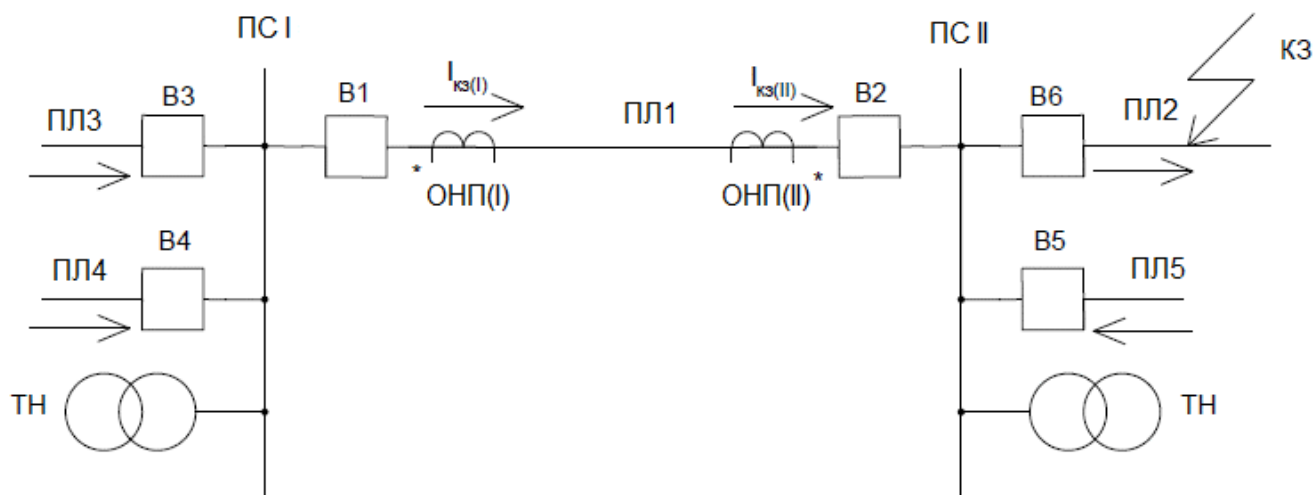 ПС I
ПС II
КЗ
ПЛ3
В3
В1
Iкз(I)
ПЛ1
Iкз(II)
В2
В6
ПЛ2
*
ОНП(I)
ОНП(II)
*
ПЛ4
В4
В5
ПЛ5
ТН
ТН